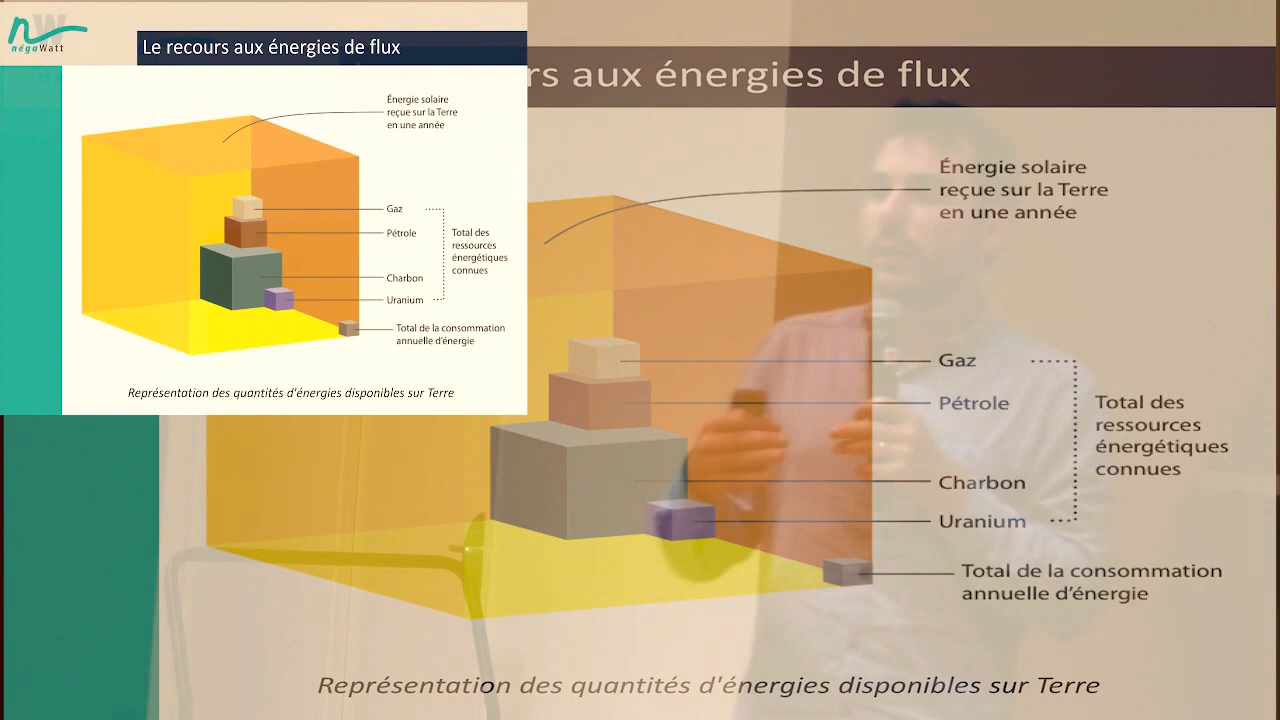 négaWatt
Le recours aux énergies de flux
Énergie solaire
reçue sur la Terre
en une année
Gaz
Pétrole
Charbon
Uranium
Total des
ressources
énergétiques
connues
Total de la consommation
annuelle d'énergie
Représentation des quantités d'énergies disponibles sur Terre
rs aux énergies de flux
Énergie solaire
reçue sur la Terre
en une année
Gaz
Pétrole
Charbon
Uranium
Total des
ressources
énergétiques
connues
Total de la consommation
annuelle d'énergie
Représentation des quantités d'énergies disponibles sur Terre